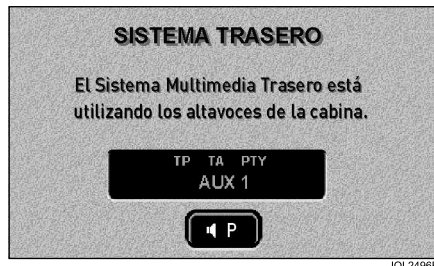 SISTEMA TRASERO
El Sistema Multimedia Trasero está
utilizando los altavoces de la cabina.
TP TA PTY
AUX 1
P